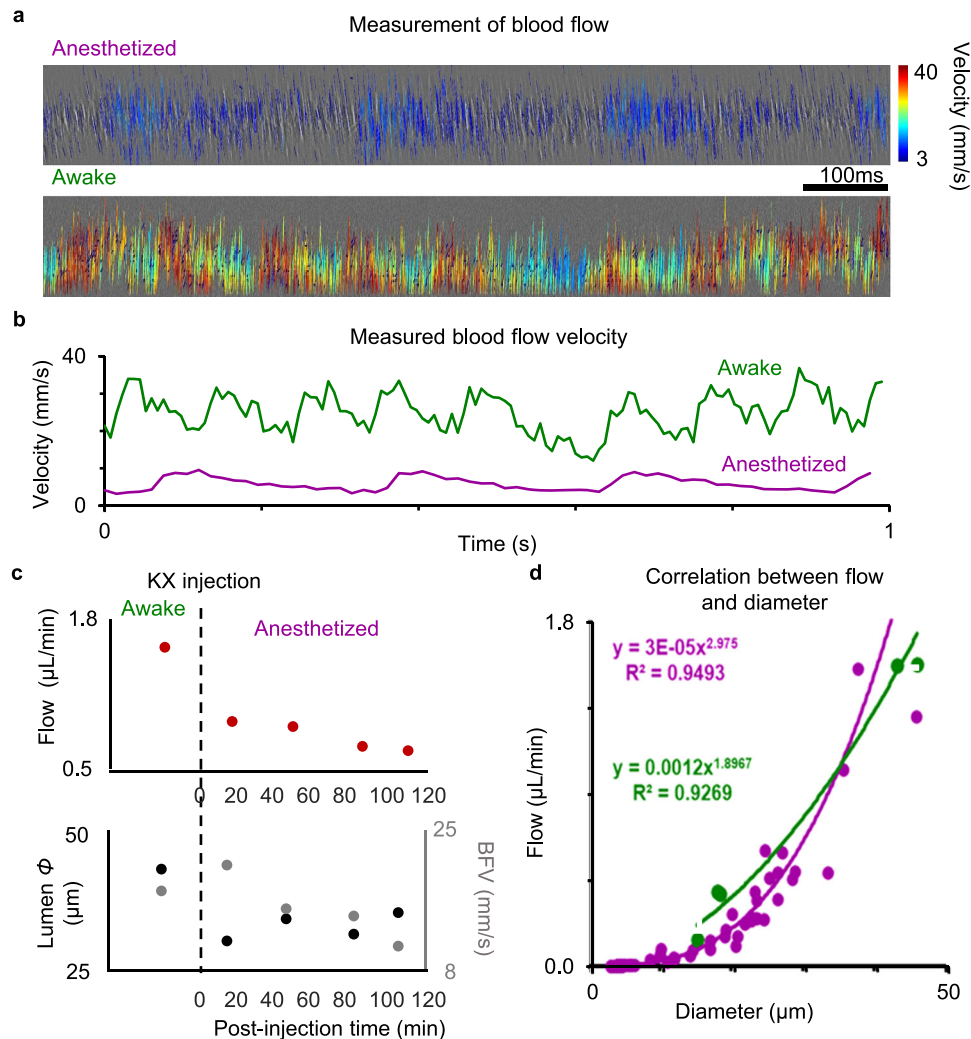 a
Measurement of blood flow
Anesthetized
40
3
Velocity (mm/s)
Awake
100ms
b
Measured blood flow velocity
40
0
Velocity (mm/s)
Awake
Anesthetized
0
1
Time (s)
c
KX injection
Awake
Anesthetized
1.8
0.5
Flow (µL/min)
0 20 40 60 80 100 120
50
25
Lumen Φ
(µm)
25
8
BFV (mm/s)
0 20 40 60 80 100 120
Post-injection time (min)
d
Correlation between flow
and diameter
1.8
0.0
Flow (µL/min)
y = 3E-05x^2.975
R² = 0.9493
y = 0.0012x^1.8967
R² = 0.9269
0
50
Diameter (µm)